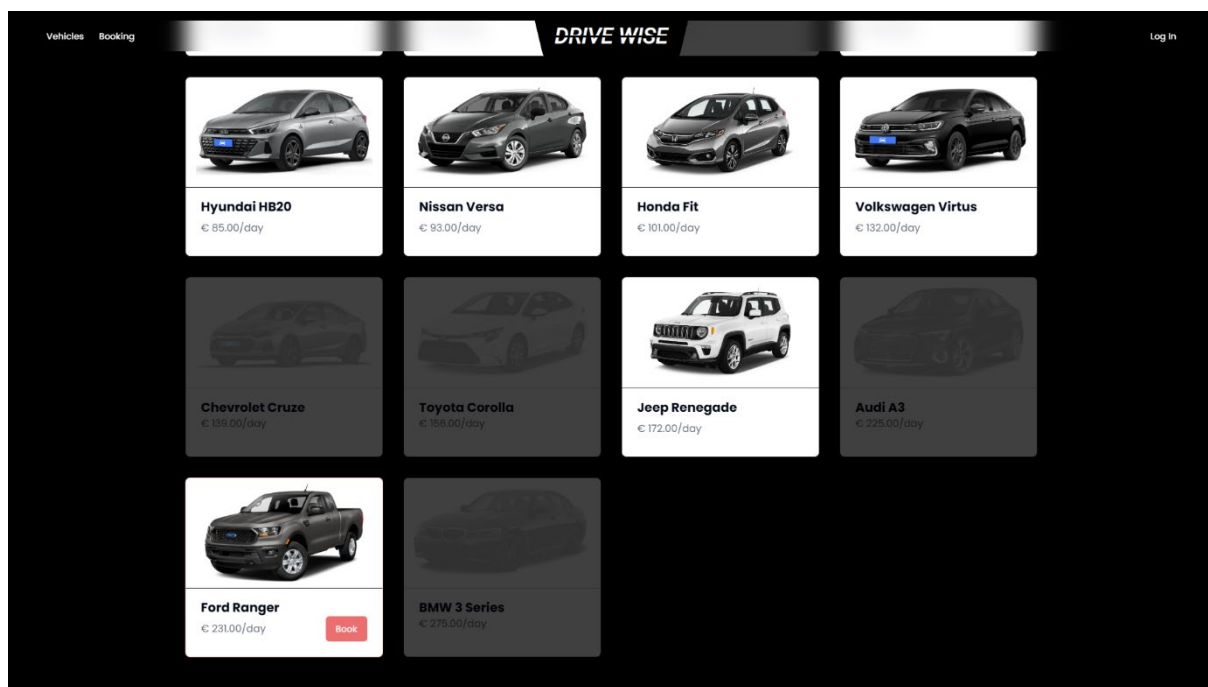 Vehicles Booking DRIVE WISE Log In
Hyundai HB20 Nissan Versa Honda Fit Volkswagen Virtus
€ 85.00/day € 93.00/day € 101.00/day € 132.00/day
Chevrolet Cruze Toyota Corolla Jeep Renegade Audi A3
€ 139.00/day € 158.00/day € 172.00/day € 225.00/day
Ford Ranger BMW 3 Series
€ 231.00/day Book € 275.00/day